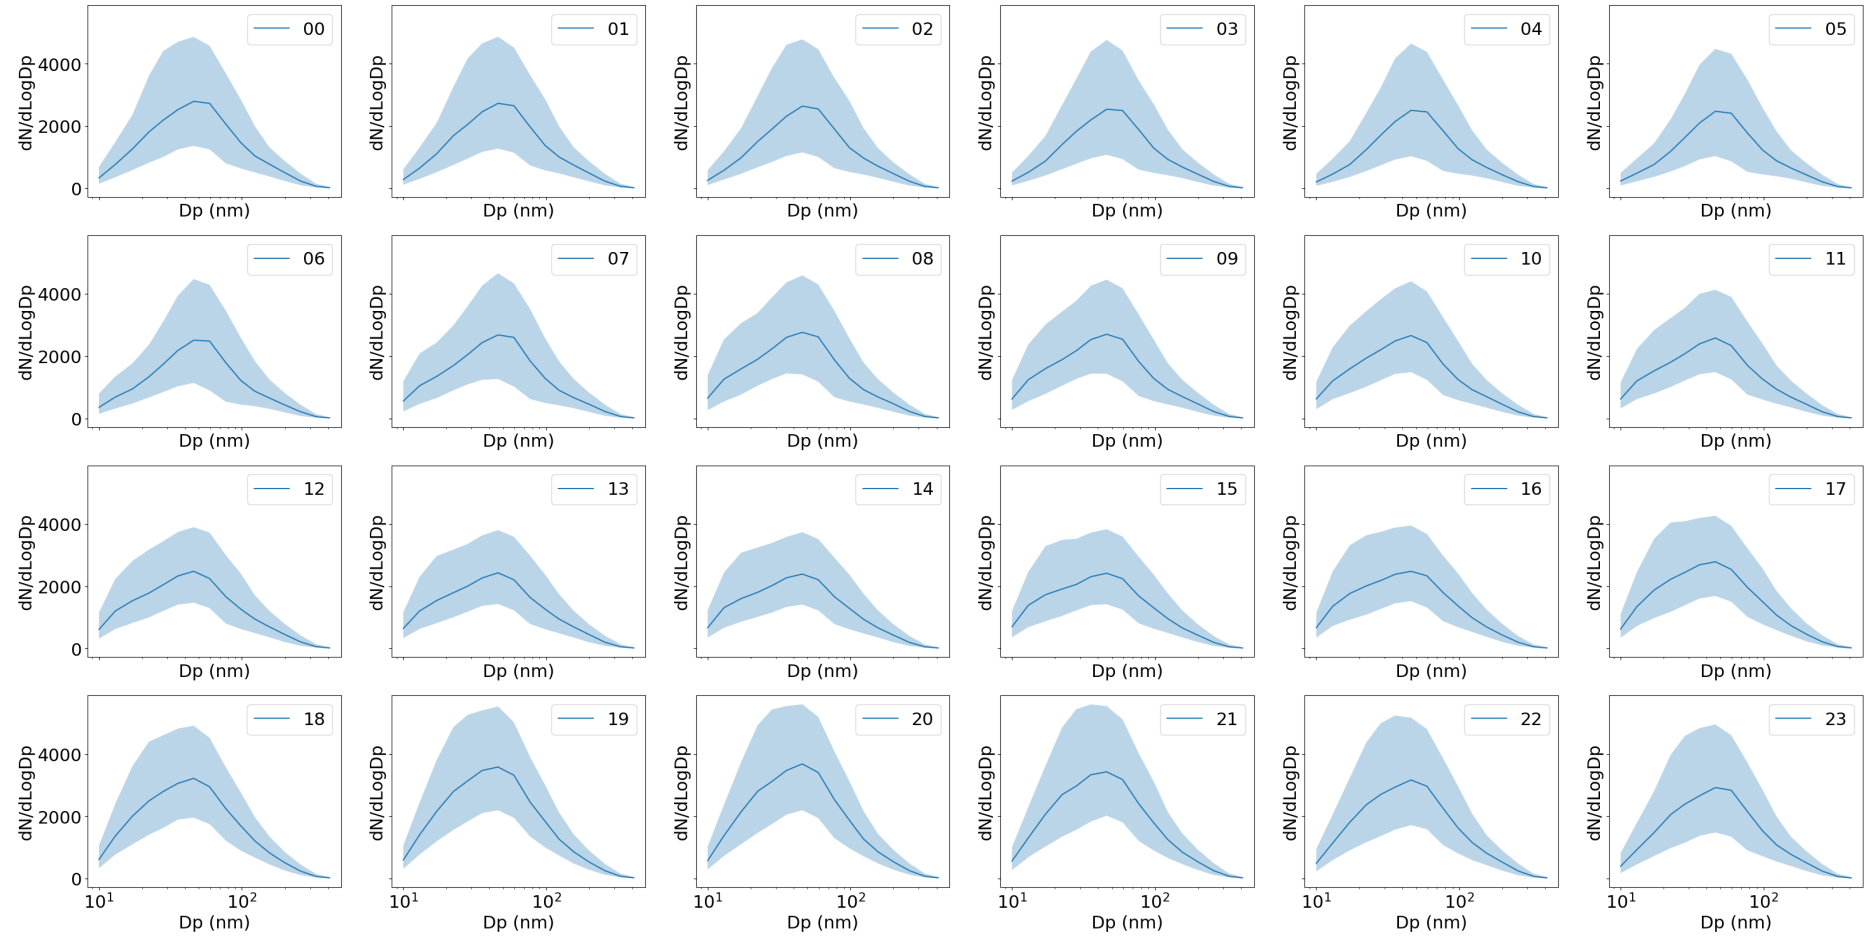 00 01 02 03 04 05
dN/dLogDp dN/dLogDp dN/dLogDp dN/dLogDp dN/dLogDp dN/dLogDp
4000
2000
0
Dp (nm) Dp (nm) Dp (nm) Dp (nm) Dp (nm) Dp (nm)
06 07 08 09 10 11
dN/dLogDp dN/dLogDp dN/dLogDp dN/dLogDp dN/dLogDp dN/dLogDp
4000
2000
0
Dp (nm) Dp (nm) Dp (nm) Dp (nm) Dp (nm) Dp (nm)
12 13 14 15 16 17
dN/dLogDp dN/dLogDp dN/dLogDp dN/dLogDp dN/dLogDp dN/dLogDp
4000
2000
0
Dp (nm) Dp (nm) Dp (nm) Dp (nm) Dp (nm) Dp (nm)
18 19 20 21 22 23
dN/dLogDp dN/dLogDp dN/dLogDp dN/dLogDp dN/dLogDp dN/dLogDp
4000
2000
0
10¹ 10² 10¹ 10² 10¹ 10² 10¹ 10² 10¹ 10² 10¹ 10²
Dp (nm) Dp (nm) Dp (nm) Dp (nm) Dp (nm) Dp (nm)